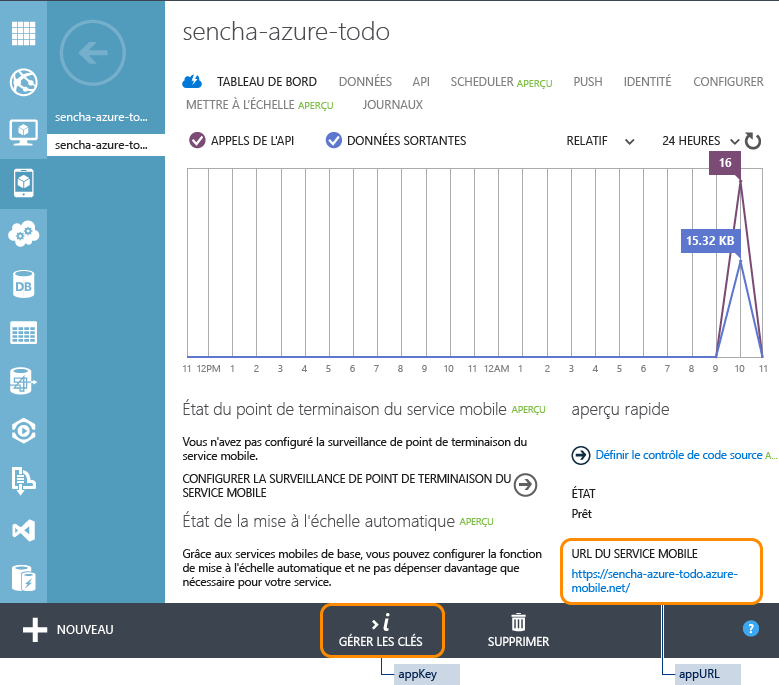 sencha-azure-todo
sencha-azure-to...
sencha-azure-to...
TABLEAU DE BORD DONNÉES API SCHEDULER APERÇU PUSH IDENTITÉ CONFIGURER
METTRE À L'ÉCHELLE APERÇU JOURNAUX
APPELS DE L'API DONNÉES SORTANTES RELATIF 24 HEURES
16
15.32 KB
11 12PM 1 2 3 4 5 6 7 8 9 10 11 12AM 1 2 3 4 5 6 7 8 9 10 11
DB
État du point de terminaison du service mobile APERÇU
Vous n'avez pas configuré la surveillance de point de terminaison du
service mobile.
CONFIGURER LA SURVEILLANCE DE POINT DE TERMINAISON DU
SERVICE MOBILE
État de la mise à l'échelle automatique APERÇU
Grâce aux services mobiles de base, vous pouvez configurer la fonction
de mise à l'échelle automatique et ne pas dépenser davantage que
nécessaire pour votre service.
aperçu rapide
Définir le contrôle de code source A...
ÉTAT
Prêt
URL DU SERVICE MOBILE
https://sencha-azure-todo.azure-
mobile.net/
NOUVEAU
GÉRER LES CLÉS
SUPPRIMER
?
appKey
appURL